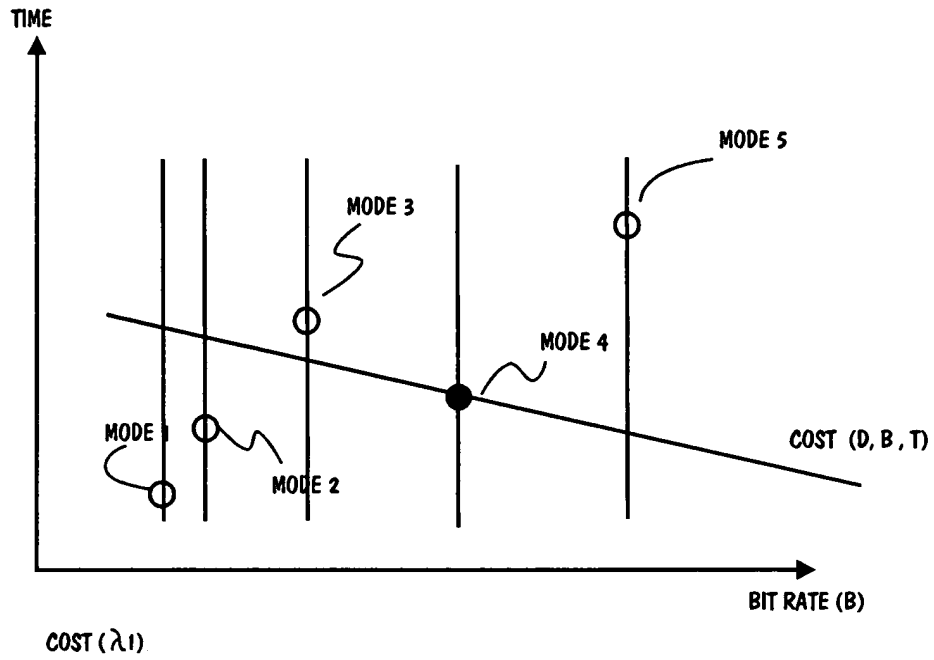 TIME
MODE 5
MODE 3
MODE 4
MODE 1
MODE 2
COST (D, B, T)
BIT RATE (B)
COST (λ1)